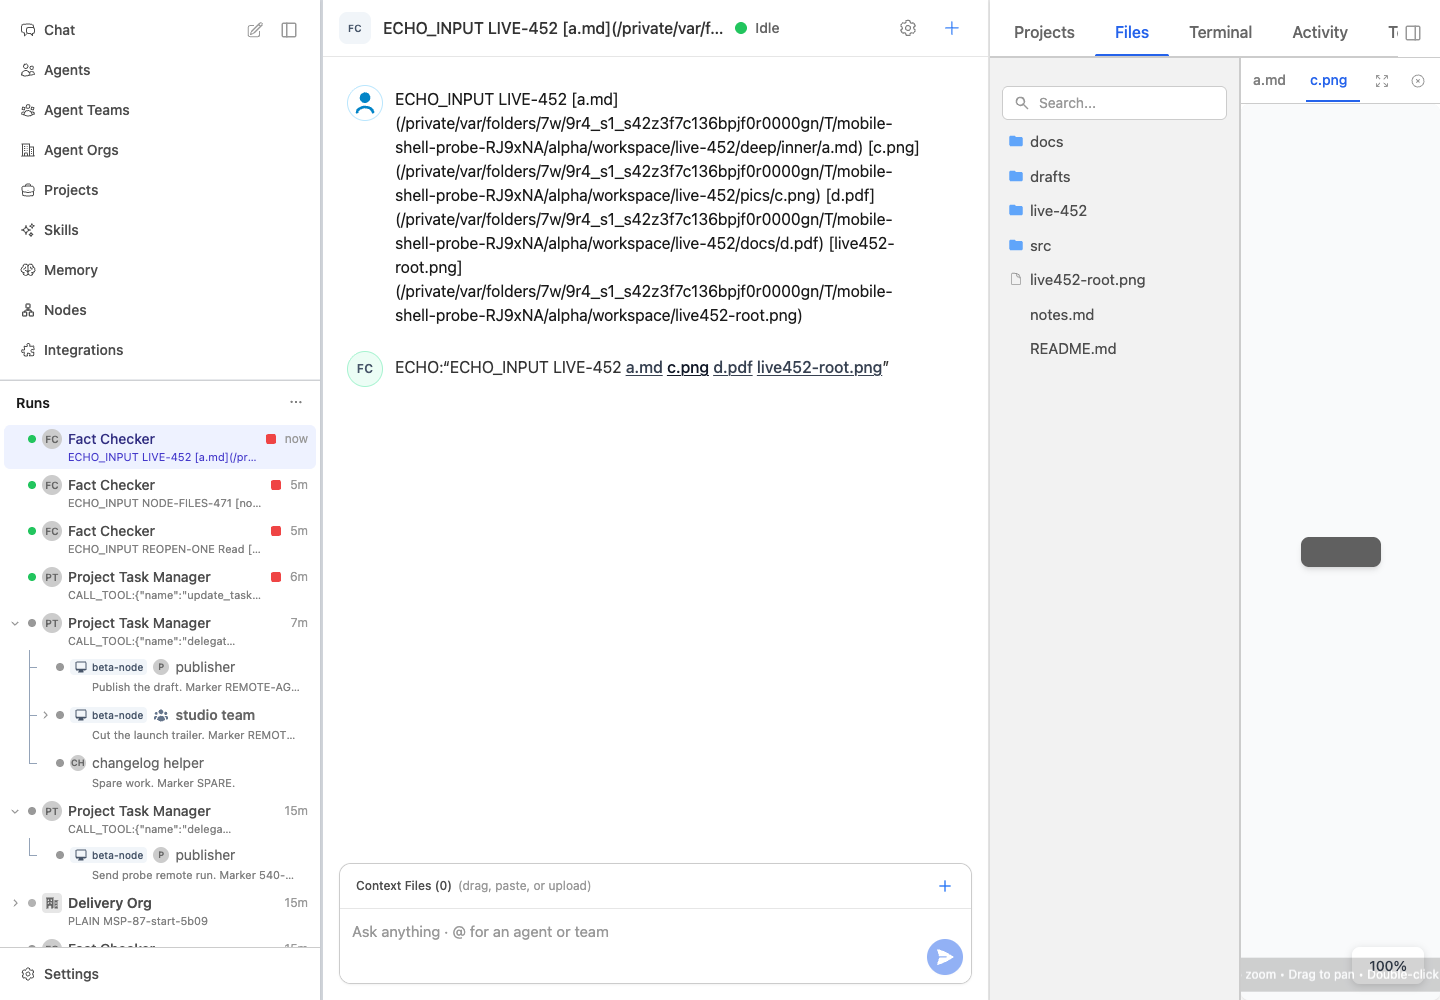 Chat
Agents
Agent Teams
Agent Orgs
Projects
Skills
Memory
Nodes
Integrations
Runs
FC Fact Checker now
ECHO_INPUT LIVE-452 [a.md](/pr...
FC Fact Checker 5m
ECHO_INPUT NODE-FILES-471 [no...
FC Fact Checker 5m
ECHO_INPUT REOPEN-ONE Read [...
PT Project Task Manager 6m
CALL_TOOL:{"name":"update_task...
PT Project Task Manager 7m
CALL_TOOL:{"name":"delegat...
beta-node P publisher
Publish the draft. Marker REMOTE-AG...
beta-node studio team
Cut the launch trailer. Marker REMOT...
CH changelog helper
Spare work. Marker SPARE.
PT Project Task Manager 15m
CALL_TOOL:{"name":"delega...
beta-node P publisher
Send probe remote run. Marker 540-...
Delivery Org 15m
PLAIN MSP-87-start-5b09
Settings
FC ECHO_INPUT LIVE-452 [a.md](/private/var/f... Idle
ECHO_INPUT LIVE-452 [a.md]
(/private/var/folders/7w/9r4_s1_s42z3f7c136bpjf0r0000gn/T/mobile-
shell-probe-RJ9xNA/alpha/workspace/live-452/deep/inner/a.md) [c.png]
(/private/var/folders/7w/9r4_s1_s42z3f7c136bpjf0r0000gn/T/mobile-
shell-probe-RJ9xNA/alpha/workspace/live-452/pics/c.png) [d.pdf]
(/private/var/folders/7w/9r4_s1_s42z3f7c136bpjf0r0000gn/T/mobile-
shell-probe-RJ9xNA/alpha/workspace/live-452/docs/d.pdf) [live452-
root.png]
(/private/var/folders/7w/9r4_s1_s42z3f7c136bpjf0r0000gn/T/mobile-
shell-probe-RJ9xNA/alpha/workspace/live452-root.png)
FC ECHO:“ECHO_INPUT LIVE-452 a.md c.png d.pdf live452-root.png”
Context Files (0) (drag, paste, or upload)
Ask anything · @ for an agent or team
Projects Files Terminal Activity
Search...
docs
drafts
live-452
src
live452-root.png
notes.md
README.md
a.md c.png
100%
zoom • Drag to pan • Double-click